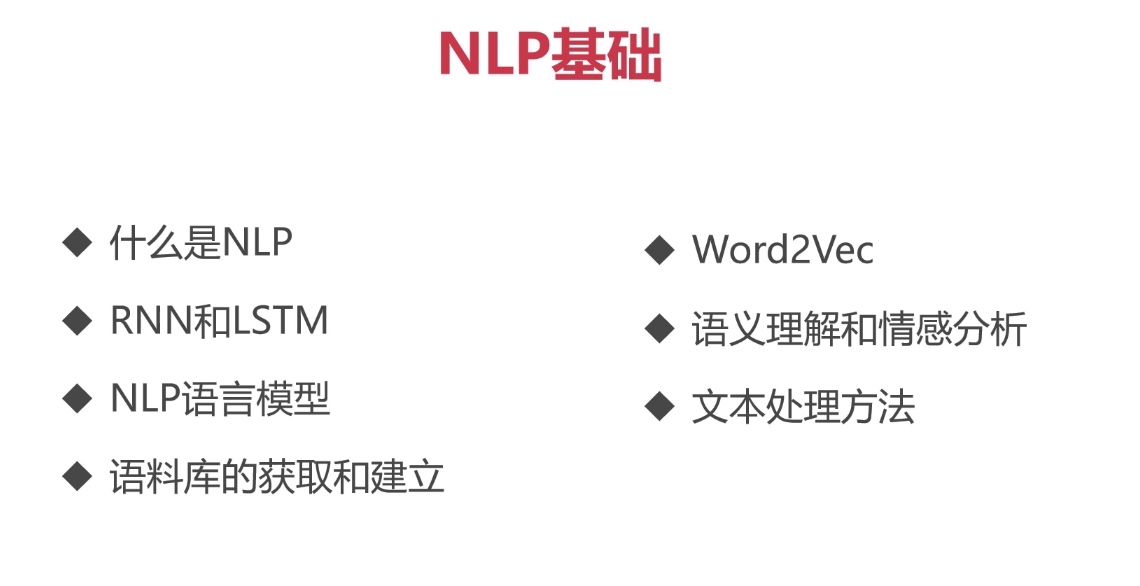 NLP基础
◆ 什么是NLP
◆ RNN和LSTM
◆ NLP语言模型
◆ 语料库的获取和建立
◆ Word2Vec
◆ 语义理解和情感分析
◆ 文本处理方法